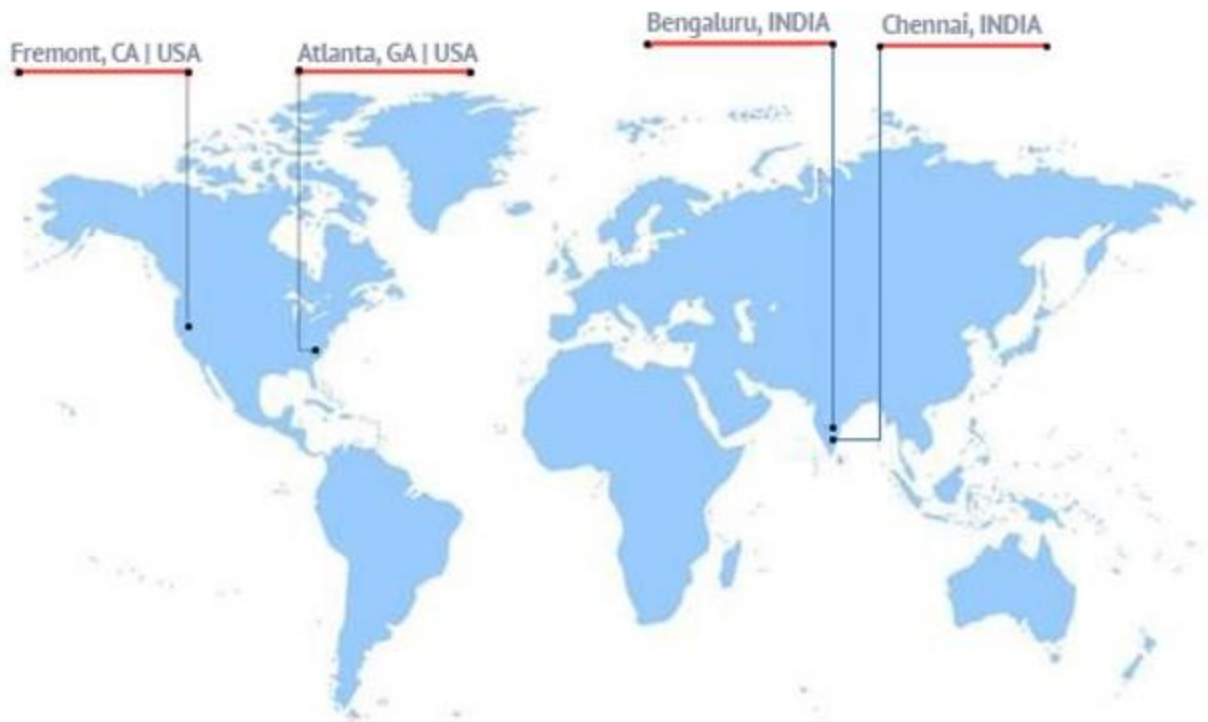 Fremont, CA | USA
Atlanta, GA | USA
Bengaluru, INDIA
Chennai, INDIA